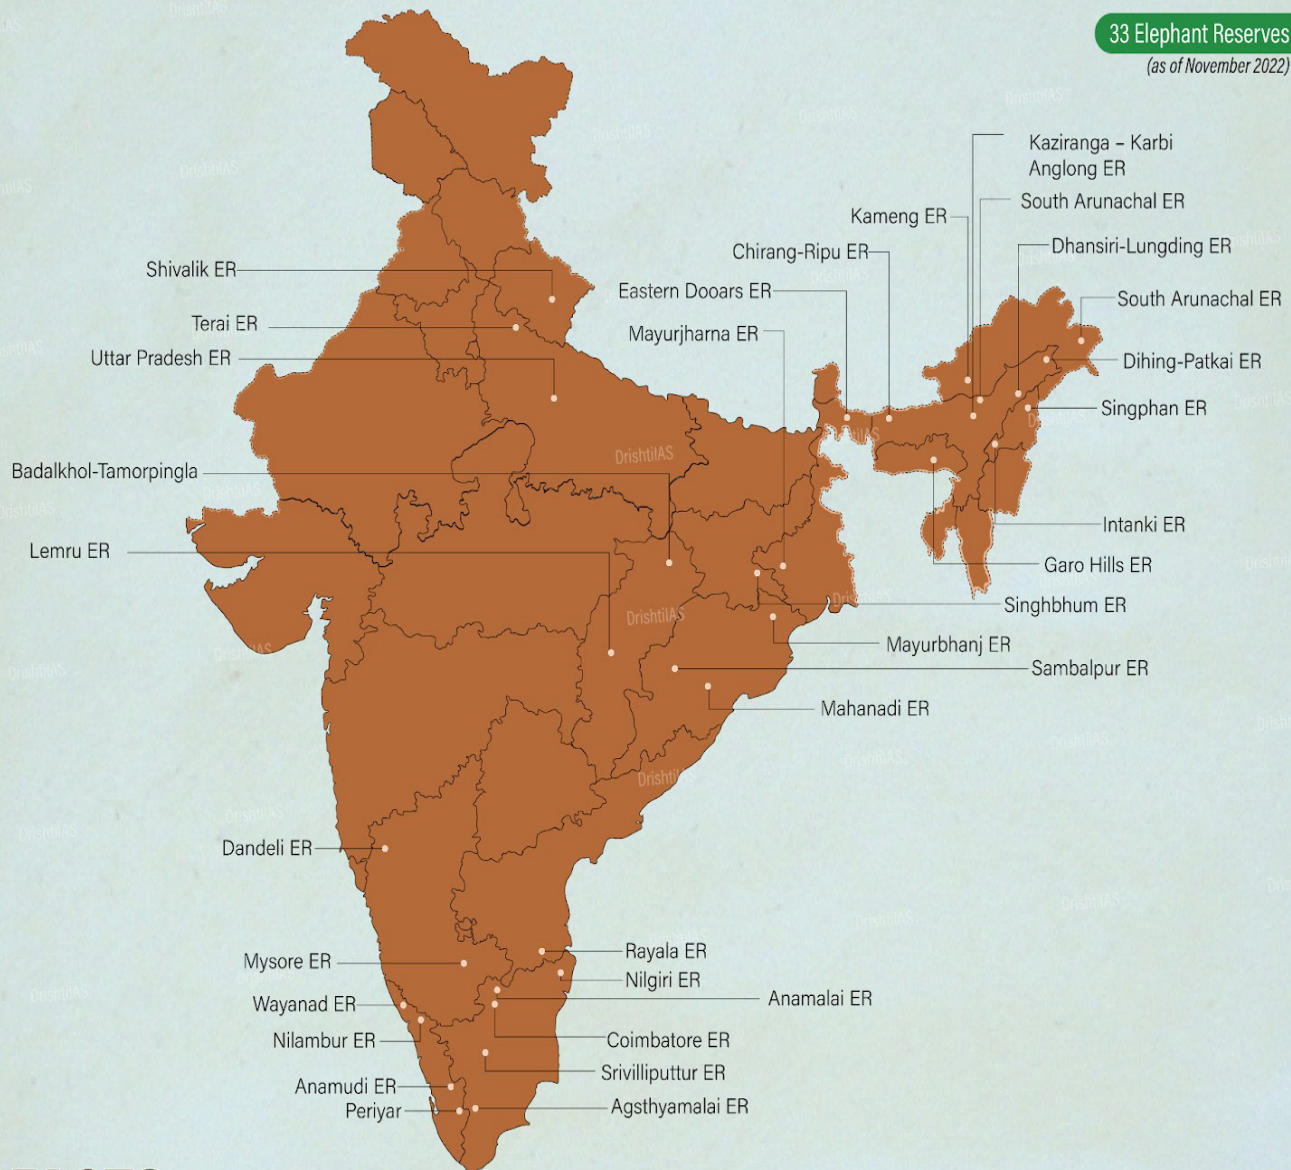 33 Elephant Reserves
(as of November 2022)
Kaziranga – Karbi
Anglong ER
South Arunachal ER
Kameng ER
Dhansiri-Lungding ER
Chirang-Ripu ER
Shivalik ER
Eastern Dooars ER
South Arunachal ER
Terai ER
Mayurjharna ER
Uttar Pradesh ER
Dihing-Patkai ER
Singphan ER
DrishtiIAS
Badalkhol-Tamorpingla
Intanki ER
Lemru ER
Garo Hills ER
Singhbhum ER
DrishtiIAS
Mayurbhanj ER
Sambalpur ER
Mahanadi ER
DrishtiIAS
Dandeli ER
Rayala ER
Mysore ER
Nilgiri ER
Anamalai ER
Wayanad ER
Nilambur ER
Coimbatore ER
Srivilliputtur ER
Anamudi ER
Agsthyamalai ER
Periyar